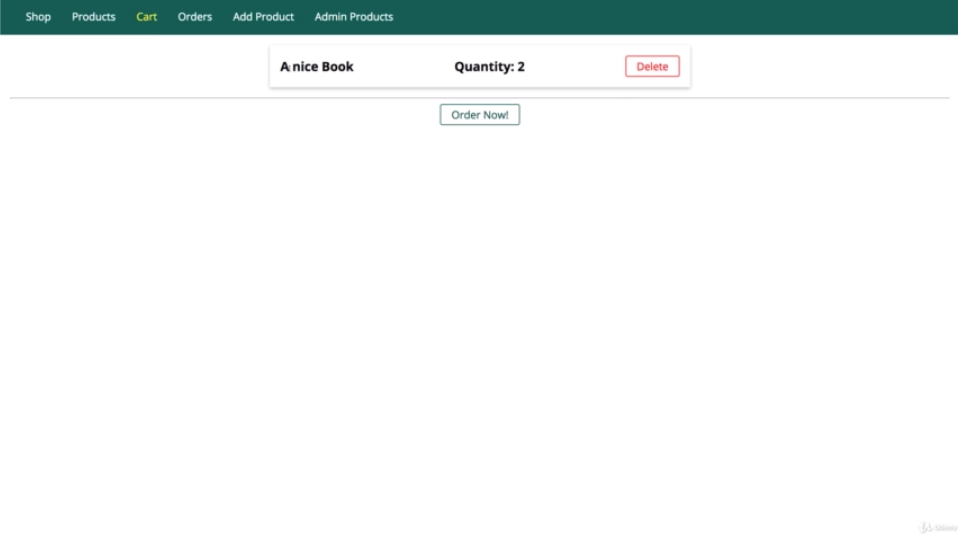 Shop Products Cart Orders Add Product Admin Products
A nice Book Quantity: 2 Delete
Order Now!
Udemy